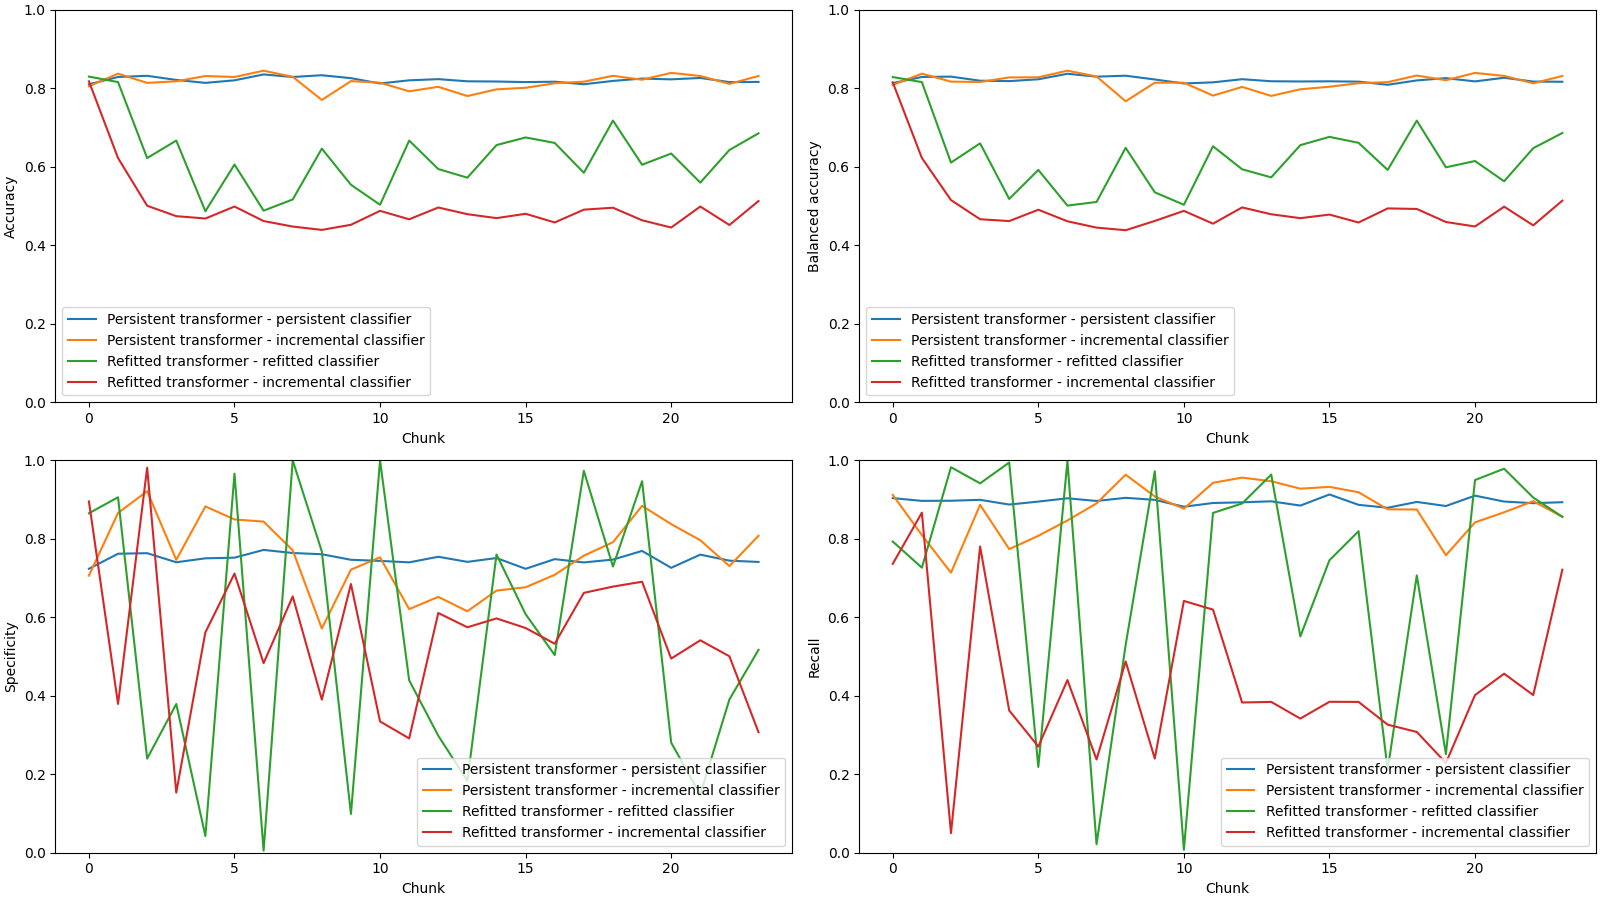 1.0
0.8
0.6
0.4
0.2
0.0
Accuracy
Persistent transformer - persistent classifier
Persistent transformer - incremental classifier
Refitted transformer - refitted classifier
Refitted transformer - incremental classifier
0 5 10 15 20
Chunk
1.0
0.8
0.6
0.4
0.2
0.0
Balanced accuracy
Persistent transformer - persistent classifier
Persistent transformer - incremental classifier
Refitted transformer - refitted classifier
Refitted transformer - incremental classifier
0 5 10 15 20
Chunk
1.0
0.8
0.6
0.4
0.2
0.0
Specificity
Persistent transformer - persistent classifier
Persistent transformer - incremental classifier
Refitted transformer - refitted classifier
Refitted transformer - incremental classifier
0 5 10 15 20
Chunk
1.0
0.8
0.6
0.4
0.2
0.0
Recall
Persistent transformer - persistent classifier
Persistent transformer - incremental classifier
Refitted transformer - refitted classifier
Refitted transformer - incremental classifier
0 5 10 15 20
Chunk